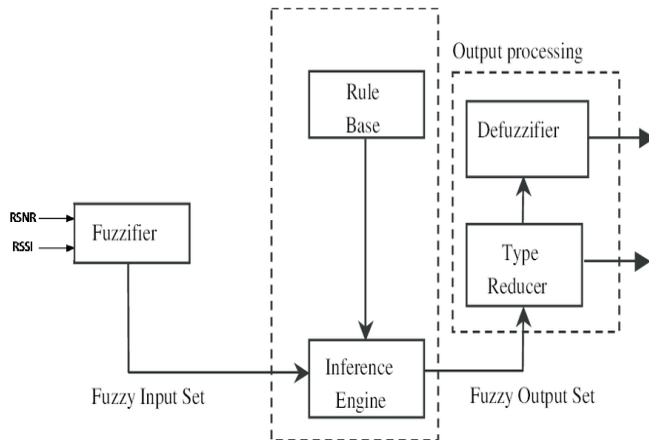 Output processing
Rule
Base
Defuzzifier
RSNR
RSSI
Fuzzifier
Type
Reducer
Inference
Engine
Fuzzy Input Set
Fuzzy Output Set